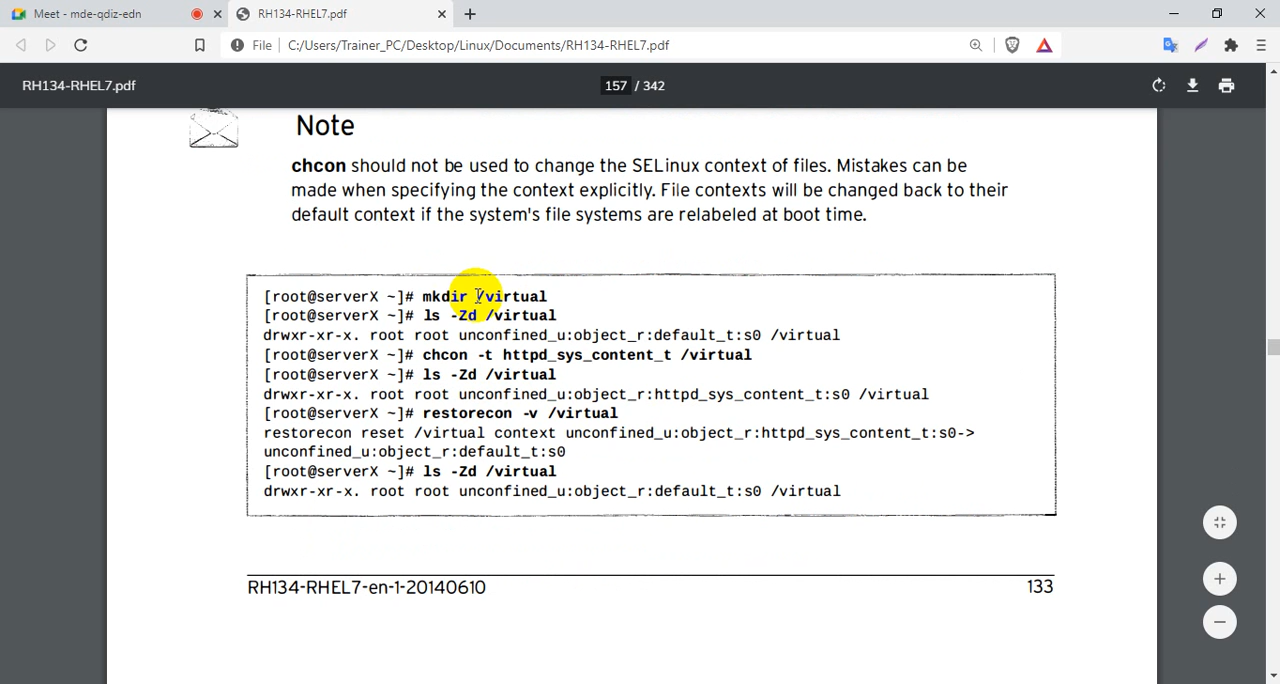 Meet - mde-qdiz-edn
RH134-RHEL7.pdf
File
C:/Users/Trainer_PC/Desktop/Linux/Documents/RH134-RHEL7.pdf
RH134-RHEL7.pdf
157 / 342
Note
chcon should not be used to change the SELinux context of files. Mistakes can be
made when specifying the context explicitly. File contexts will be changed back to their
default context if the system's file systems are relabeled at boot time.
[root@serverX ~]# mkdir /virtual
[root@serverX ~]# ls -Zd /virtual
drwxr-xr-x. root root unconfined_u:object_r:default_t:s0 /virtual
[root@serverX ~]# chcon -t httpd_sys_content_t /virtual
[root@serverX ~]# ls -Zd /virtual
drwxr-xr-x. root root unconfined_u:object_r:httpd_sys_content_t:s0 /virtual
[root@serverX ~]# restorecon -v /virtual
restorecon reset /virtual context unconfined_u:object_r:httpd_sys_content_t:s0->
unconfined_u:object_r:default_t:s0
[root@serverX ~]# ls -Zd /virtual
drwxr-xr-x. root root unconfined_u:object_r:default_t:s0 /virtual
RH134-RHEL7-en-1-20140610
133